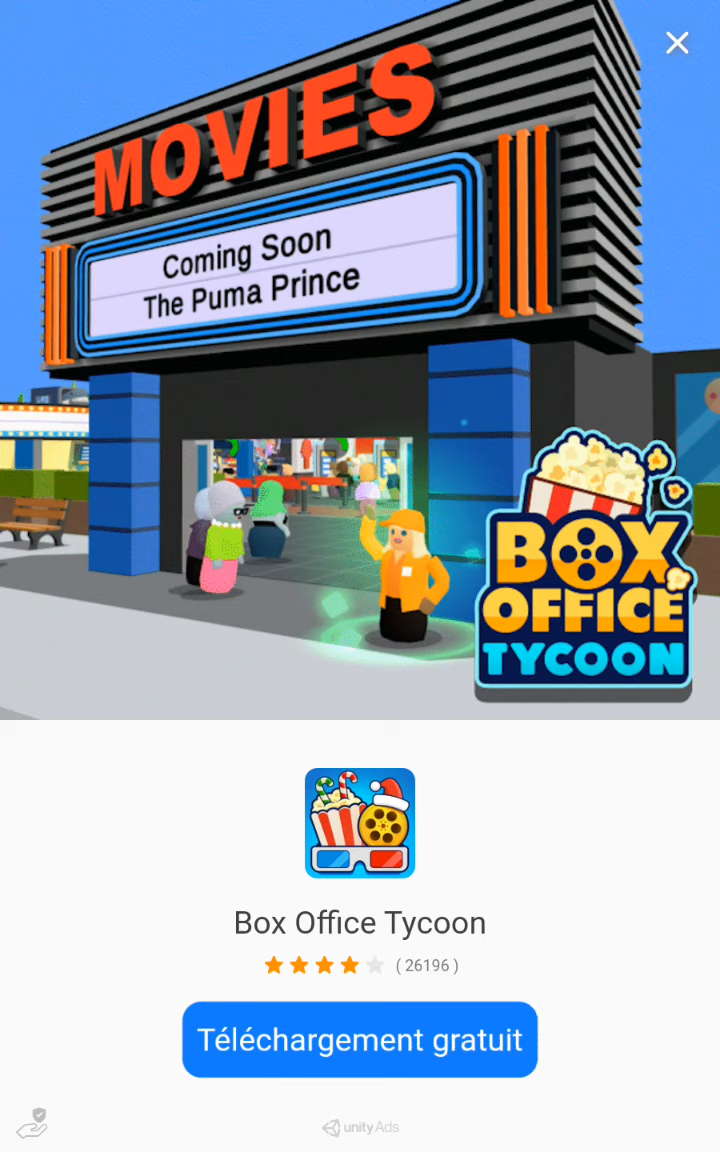 MOVIES
Coming Soon
The Puma Prince
BOX
OFFICE
TYCOON
Box Office Tycoon
( 26196 )
Téléchargement gratuit
unity Ads